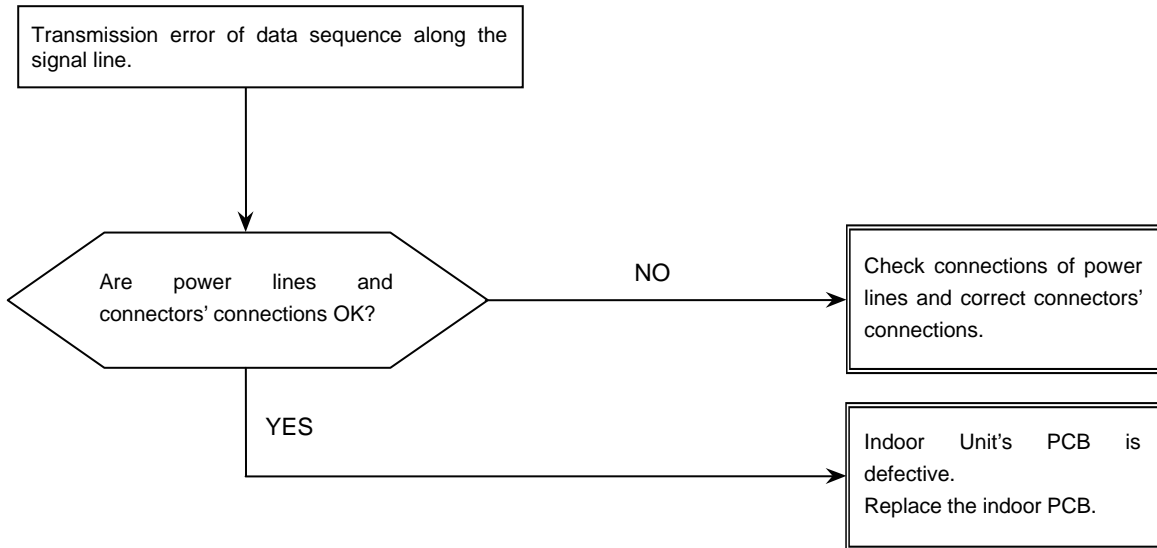 Transmission error of data sequence along the
signal line.
Are power lines and
connectors’ connections OK?
NO
Check connections of power
lines and correct connectors’
connections.
YES
Indoor Unit’s PCB is
defective.
Replace the indoor PCB.